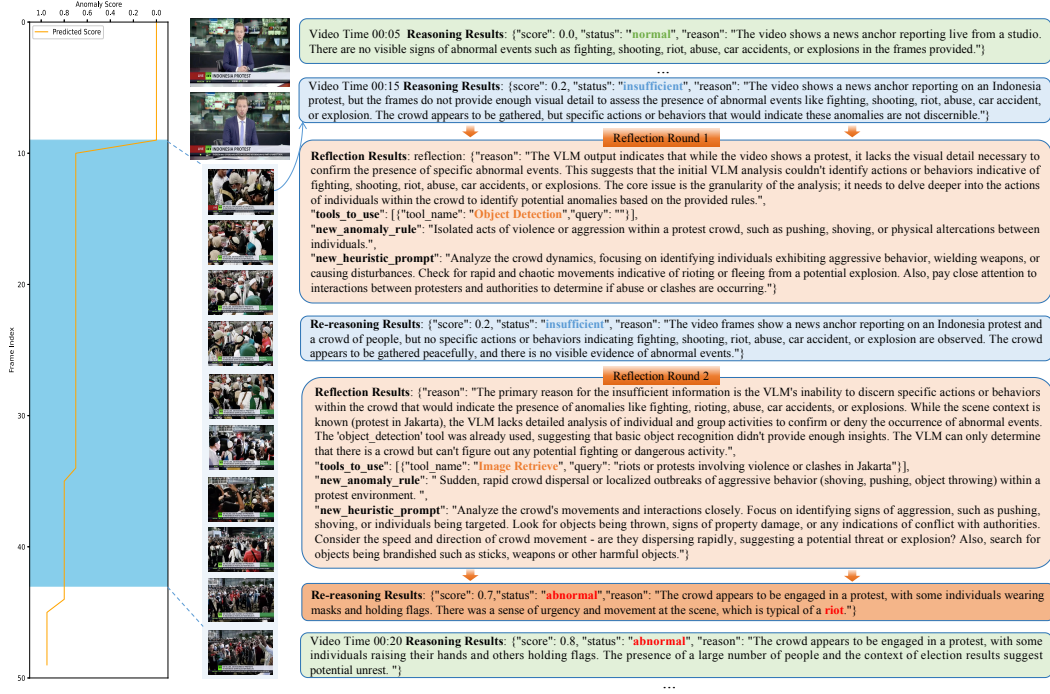 Anomaly Score
1.0 0.8 0.6 0.4 0.2 0.0
Predicted Score
0
10
20
30
40
50
Frame Index
INDONESIA PROTEST
INDONESIA PROTEST
Video Time 00:05 Reasoning Results: {"score": 0.0, "status": "normal", "reason": "The video shows a news anchor reporting live from a studio.
There are no visible signs of abnormal events such as fighting, shooting, riot, abuse, car accidents, or explosions in the frames provided."}
...
Video Time 00:15 Reasoning Results: {score": 0.2, "status": "insufficient", "reason": "The video shows a news anchor reporting on an Indonesia
protest, but the frames do not provide enough visual detail to assess the presence of abnormal events like fighting, shooting, riot, abuse, car accident,
or explosion. The crowd appears to be gathered, but specific actions or behaviors that would indicate these anomalies are not discernible."}
Reflection Round 1
Reflection Results: reflection: {"reason": "The VLM output indicates that while the video shows a protest, it lacks the visual detail necessary to
confirm the presence of specific abnormal events. This suggests that the initial VLM analysis couldn't identify actions or behaviors indicative of
fighting, shooting, riot, abuse, car accidents, or explosions. The core issue is the granularity of the analysis; it needs to delve deeper into the actions
of individuals within the crowd to identify potential anomalies based on the provided rules.",
"tools_to_use": [{"tool_name": "Object Detection","query": ""}],
"new_anomaly_rule": "Isolated acts of violence or aggression within a protest crowd, such as pushing, shoving, or physical altercations between
individuals.",
"new_heuristic_prompt": "Analyze the crowd dynamics, focusing on identifying individuals exhibiting aggressive behavior, wielding weapons, or
causing disturbances. Check for rapid and chaotic movements indicative of rioting or fleeing from a potential explosion. Also, pay close attention to
interactions between protesters and authorities to determine if abuse or clashes are occurring."}
Re-reasoning Results: {"score": 0.2, "status": "insufficient", "reason": "The video frames show a news anchor reporting on an Indonesia protest and
a crowd of people, but no specific actions or behaviors indicating fighting, shooting, riot, abuse, car accident, or explosion are observed. The crowd
appears to be gathered peacefully, and there is no visible evidence of abnormal events."}
Reflection Round 2
Reflection Results: {"reason": "The primary reason for the insufficient information is the VLM's inability to discern specific actions or behaviors
within the crowd that would indicate the presence of anomalies like fighting, rioting, abuse, car accidents, or explosions. While the scene context is
known (protest in Jakarta), the VLM lacks detailed analysis of individual and group activities to confirm or deny the occurrence of abnormal events.
The 'object_detection' tool was already used, suggesting that basic object recognition didn't provide enough insights. The VLM can only determine
that there is a crowd but can't figure out any potential fighting or dangerous activity.",
"tools_to_use": [{"tool_name": "Image Retrieve", "query": "riots or protests involving violence or clashes in Jakarta"}],
"new_anomaly_rule": " Sudden, rapid crowd dispersal or localized outbreaks of aggressive behavior (shoving, pushing, object throwing) within a
protest environment. ",
"new_heuristic_prompt": "Analyze the crowd's movements and interactions closely. Focus on identifying signs of aggression, such as pushing,
shoving, or individuals being targeted. Look for objects being thrown, signs of property damage, or any indications of conflict with authorities.
Consider the speed and direction of crowd movement - are they dispersing rapidly, suggesting a potential threat or explosion? Also, search for
objects being brandished such as sticks, weapons or other harmful objects."}
Re-reasoning Results: {"score": 0.7,"status": "abnormal","reason": "The crowd appears to be engaged in a protest, with some individuals wearing
masks and holding flags. There was a sense of urgency and movement at the scene, which is typical of a riot."}
Video Time 00:20 Reasoning Results: {"score": 0.8, "status": "abnormal", "reason": "The crowd appears to be engaged in a protest, with some
individuals raising their hands and others holding flags. The presence of a large number of people and the context of election results suggest
potential unrest. "}
...